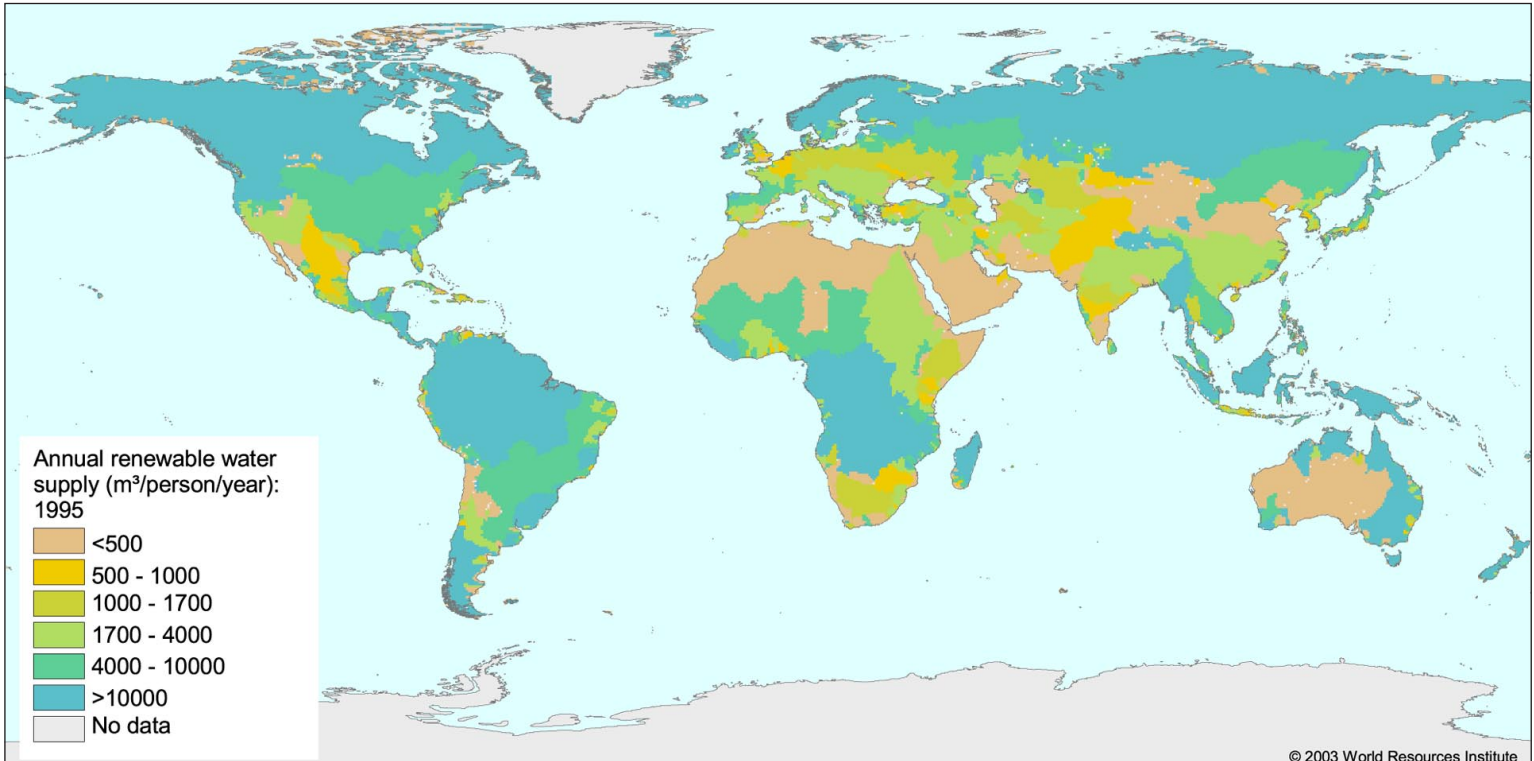 Annual renewable water
supply (m³/person/year):
1995
<500
500 - 1000
1000 - 1700
1700 - 4000
4000 - 10000
>10000
No data
© 2003 World Resources Institute